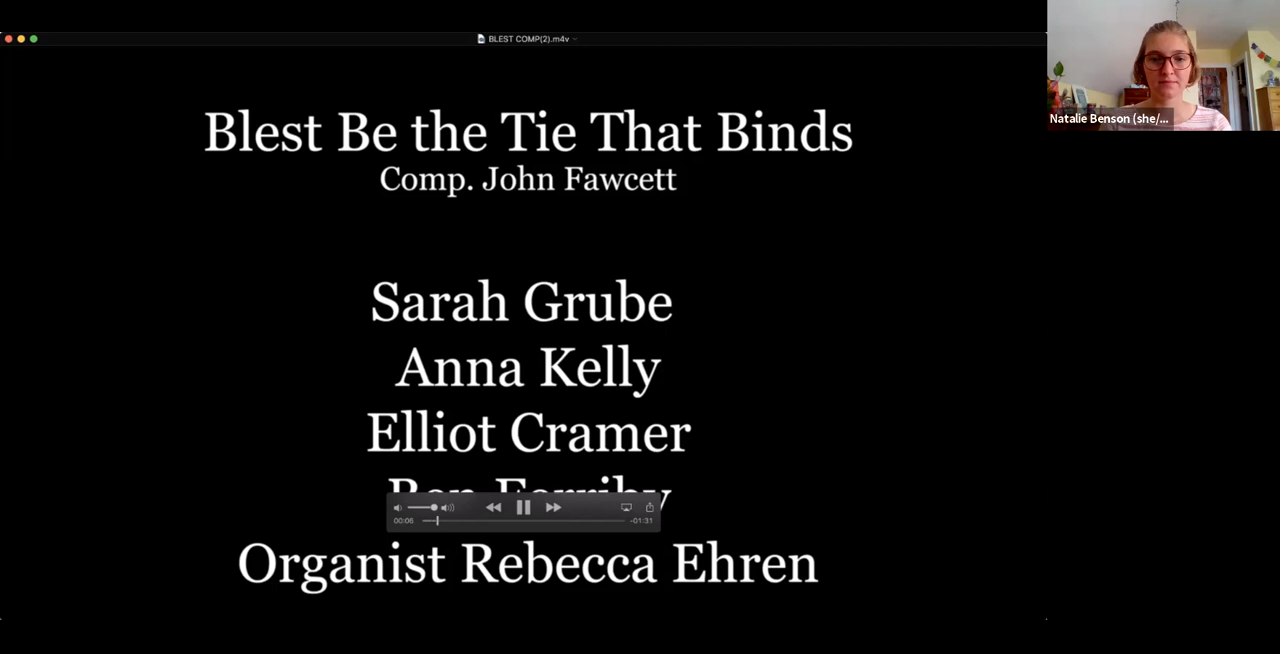 BLEST COMP(2).m4v
Natalie Benson (she/...
Blest Be the Tie That Binds
Comp. John Fawcett
Sarah Grube
Anna Kelly
Elliot Cramer
00:06
-01:31
Organist Rebecca Ehren